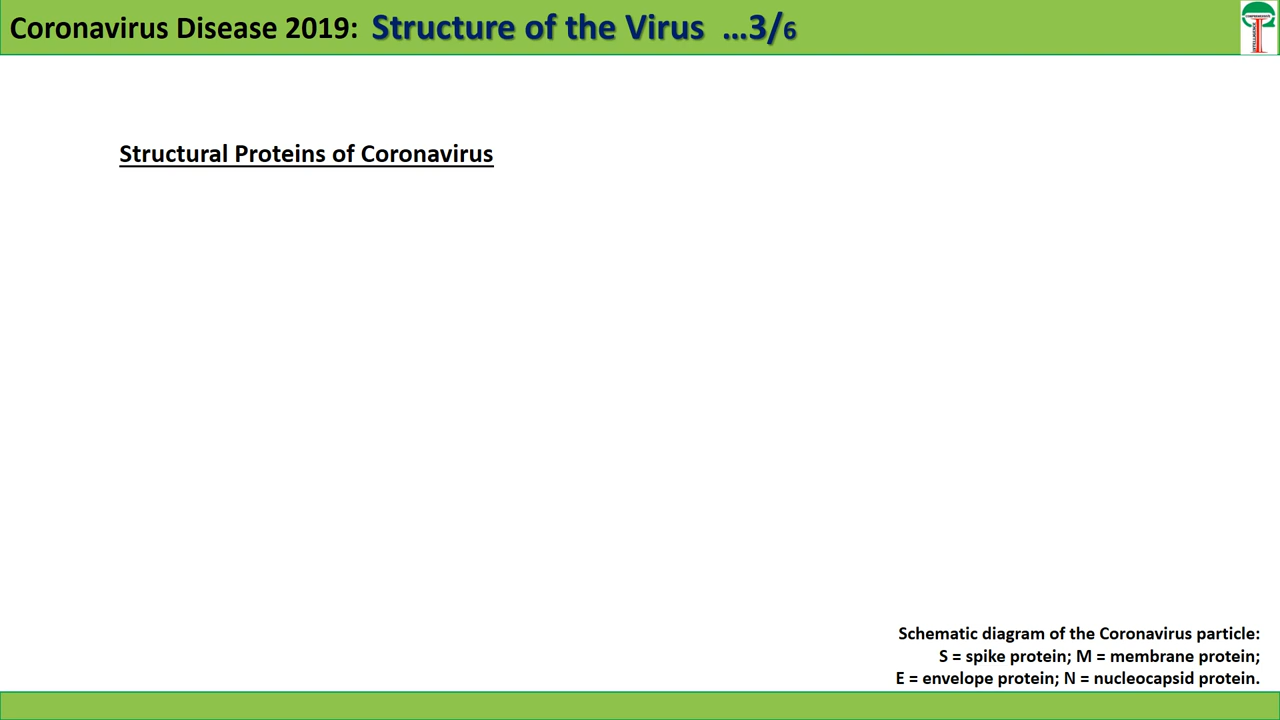 Coronavirus Disease 2019: Structure of the Virus ...3/6
Structural Proteins of Coronavirus
Schematic diagram of the Coronavirus particle:
S = spike protein; M = membrane protein;
E = envelope protein; N = nucleocapsid protein.